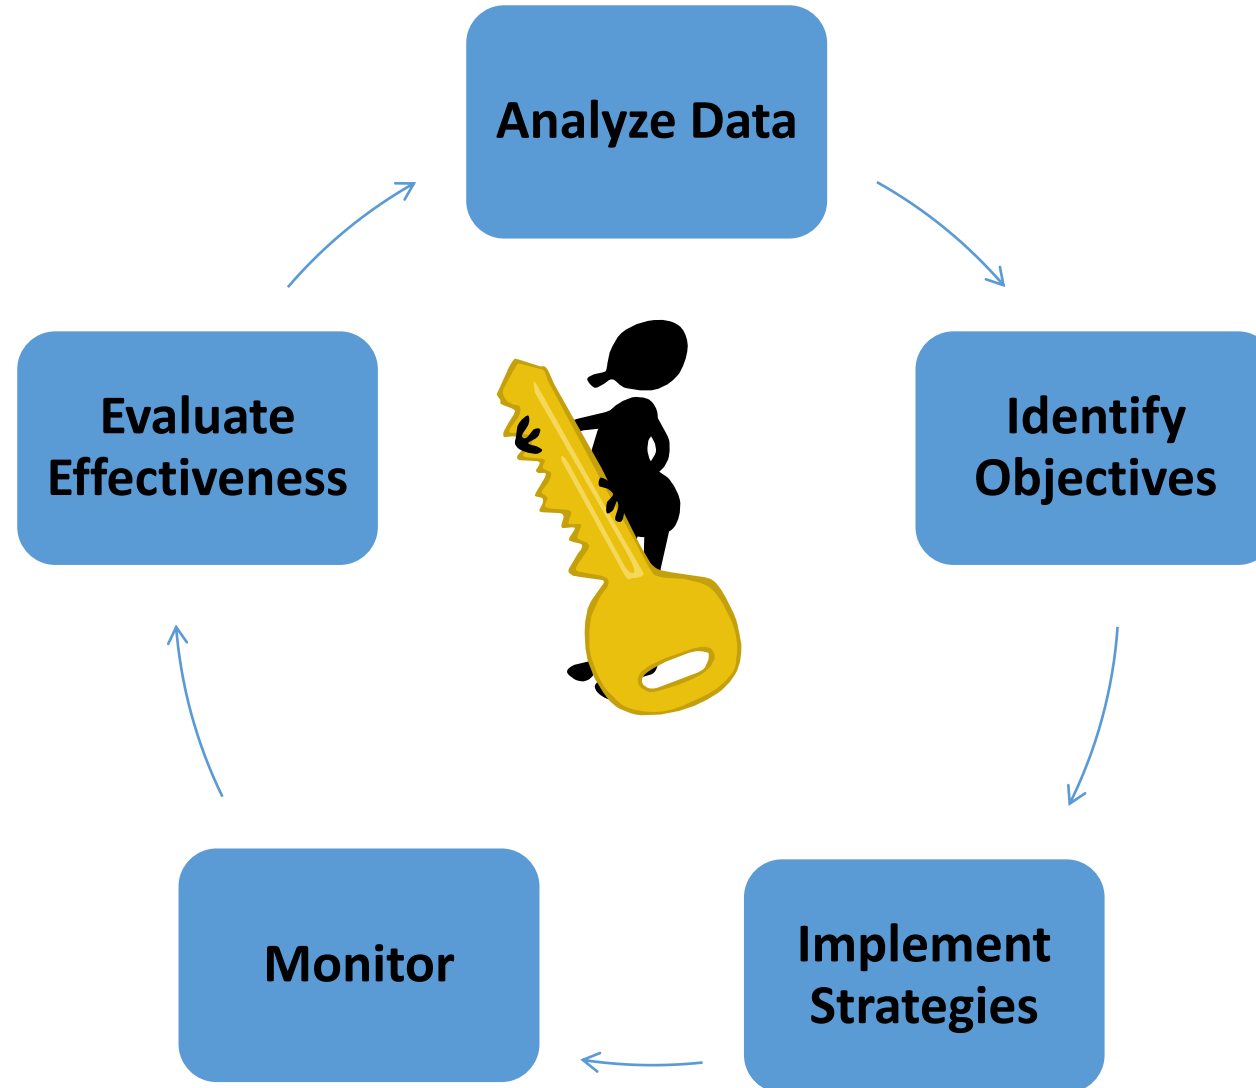 Analyze Data
Identify
Objectives
Implement
Strategies
Monitor
Evaluate
Effectiveness